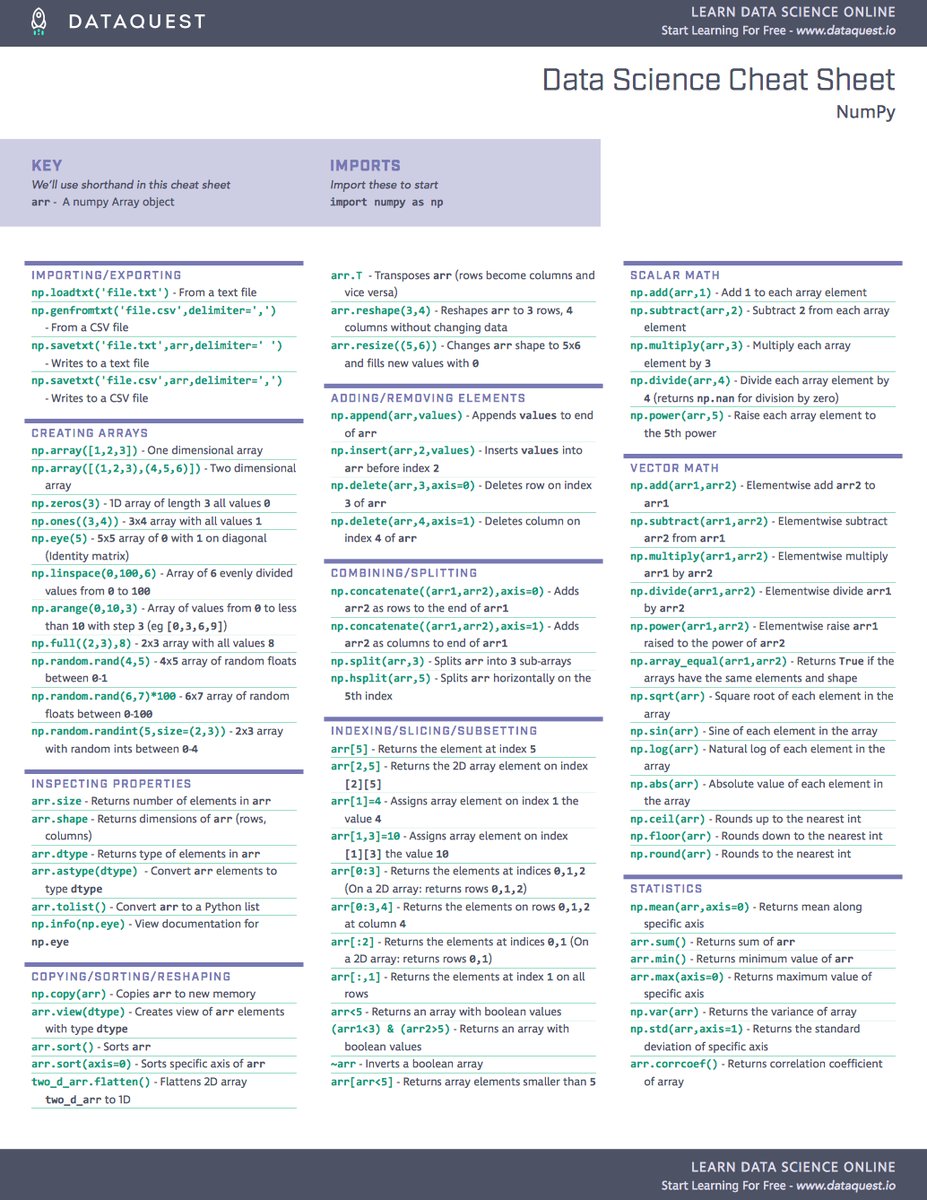 DATAQUEST
LEARN DATA SCIENCE ONLINE
Start Learning For Free - www.dataquest.io
Data Science Cheat Sheet
NumPy
KEY
We'll use shorthand in this cheat sheet
arr - A numpy Array object
IMPORTS
Import these to start
import numpy as np
IMPORTING/EXPORTING
np.loadtxt('file.txt') - From a text file
np.genfromtxt('file.csv',delimiter=',')
- From a CSV file
np.savetxt('file.txt',arr,delimiter=' ')
- Writes to a text file
np.savetxt('file.csv',arr,delimiter=',')
- Writes to a CSV file
CREATING ARRAYS
np.array([1,2,3]) - One dimensional array
np.array([(1,2,3),(4,5,6)]) - Two dimensional
array
np.zeros(3) - 1D array of length 3 all values 0
np.ones((3,4)) - 3x4 array with all values 1
np.eye(5) - 5x5 array of 0 with 1 on diagonal
(Identity matrix)
np.linspace(0,100,6) - Array of 6 evenly divided
values from 0 to 100
np.arange(0,10,3) - Array of values from 0 to less
than 10 with step 3 (eg [0,3,6,9])
np.full((2,3),8) - 2x3 array with all values 8
np.random.rand(4,5) - 4x5 array of random floats
between 0-1
np.random.rand(6,7)*100 - 6x7 array of random
floats between 0-100
np.random.randint(5,size=(2,3)) - 2x3 array
with random ints between 0-4
INSPECTING PROPERTIES
arr.size - Returns number of elements in arr
arr.shape - Returns dimensions of arr (rows,
columns)
arr.dtype - Returns type of elements in arr
arr.astype(dtype) - Convert arr elements to
type dtype
arr.tolist() - Convert arr to a Python list
np.info(np.eye) - View documentation for
np.eye
COPYING/SORTING/RESHAPING
np.copy(arr) - Copies arr to new memory
arr.view(dtype) - Creates view of arr elements
with type dtype
arr.sort() - Sorts arr
arr.sort(axis=0) - Sorts specific axis of arr
two_d_arr.flatten() - Flattens 2D array
two_d_arr to 1D
arr.T - Transposes arr (rows become columns and
vice versa)
arr.reshape(3,4) - Reshapes arr to 3 rows, 4
columns without changing data
arr.resize((5,6)) - Changes arr shape to 5x6
and fills new values with 0
ADDING/REMOVING ELEMENTS
np.append(arr,values) - Appends values to end
of arr
np.insert(arr,2,values) - Inserts values into
arr before index 2
np.delete(arr,3,axis=0) - Deletes row on index
3 of arr
np.delete(arr,4,axis=1) - Deletes column on
index 4 of arr
COMBINING/SPLITTING
np.concatenate((arr1,arr2),axis=0) - Adds
arr2 as rows to the end of arr1
np.concatenate((arr1,arr2),axis=1) - Adds
arr2 as columns to end of arr1
np.split(arr,3) - Splits arr into 3 sub-arrays
np.hsplit(arr,5) - Splits arr horizontally on the
5th index
INDEXING/SLICING/SUBSETTING
arr[5] - Returns the element at index 5
arr[2,5] - Returns the 2D array element on index
[2][5]
arr[1]=4 - Assigns array element on index 1 the
value 4
arr[1,3]=10 - Assigns array element on index
[1][3] the value 10
arr[0:3] - Returns the elements at indices 0,1,2
(On a 2D array: returns rows 0,1,2)
arr[0:3,4] - Returns the elements on rows 0,1,2
at column 4
arr[:2] - Returns the elements at indices 0,1 (On
a 2D array: returns rows 0,1)
arr[:,1] - Returns the elements at index 1 on all
rows
arr<5 - Returns an array with boolean values
(arr1<3) & (arr2>5) - Returns an array with
boolean values
~arr - Inverts a boolean array
arr[arr<5] - Returns array elements smaller than 5
SCALAR MATH
np.add(arr,1) - Add 1 to each array element
np.subtract(arr,2) - Subtract 2 from each array
element
np.multiply(arr,3) - Multiply each array
element by 3
np.divide(arr,4) - Divide each array element by
4 (returns np.nan for division by zero)
np.power(arr,5) - Raise each array element to
the 5th power
VECTOR MATH
np.add(arr1,arr2) - Elementwise add arr2 to
arr1
np.subtract(arr1,arr2) - Elementwise subtract
arr2 from arr1
np.multiply(arr1,arr2) - Elementwise multiply
arr1 by arr2
np.divide(arr1,arr2) - Elementwise divide arr1
by arr2
np.power(arr1,arr2) - Elementwise raise arr1
raised to the power of arr2
np.array_equal(arr1,arr2) - Returns True if the
arrays have the same elements and shape
np.sqrt(arr) - Square root of each element in the
array
np.sin(arr) - Sine of each element in the array
np.log(arr) - Natural log of each element in the
array
np.abs(arr) - Absolute value of each element in
the array
np.ceil(arr) - Rounds up to the nearest int
np.floor(arr) - Rounds down to the nearest int
np.round(arr) - Rounds to the nearest int
STATISTICS
np.mean(arr,axis=0) - Returns mean along
specific axis
arr.sum() - Returns sum of arr
arr.min() - Returns minimum value of arr
arr.max(axis=0) - Returns maximum value of
specific axis
np.var(arr) - Returns the variance of array
np.std(arr,axis=1) - Returns the standard
deviation of specific axis
arr.corrcoef() - Returns correlation coefficient
of array
LEARN DATA SCIENCE ONLINE
Start Learning For Free - www.dataquest.io